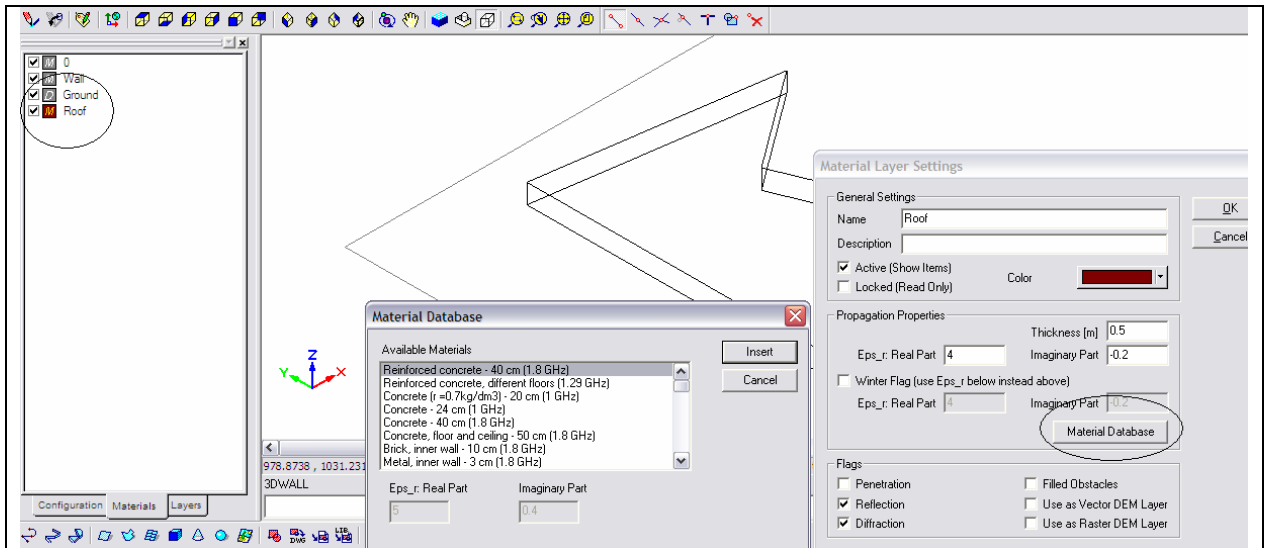 0
Wall
Ground
Roof
Configuration Materials Layers
Z
Y X
978.8738 , 1031.231
3DWALL
DWG LTB
Material Database
Available Materials
Reinforced concrete - 40 cm (1.8 GHz)
Reinforced concrete, different floors (1.29 GHz)
Concrete (r =0.7kg/dm3) - 20 cm (1 GHz)
Concrete - 24 cm (1 GHz)
Concrete - 40 cm (1.8 GHz)
Concrete, floor and ceiling - 50 cm (1.8 GHz)
Brick, inner wall - 10 cm (1.8 GHz)
Metal, inner wall - 3 cm (1.8 GHz)
Insert
Cancel
Eps_r: Real Part Imaginary Part
5 0.4
Material Layer Settings
General Settings
Name Roof
Description
Active (Show Items)
Locked (Read Only)
Color
OK
Cancel
Propagation Properties
Thickness [m] 0.5
Eps_r: Real Part 4 Imaginary Part -0.2
Winter Flag (use Eps_r below instead above)
Eps_r: Real Part 4 Imaginary Part -0.2
Material Database
Flags
Penetration Filled Obstacles
Reflection Use as Vector DEM Layer
Diffraction Use as Raster DEM Layer